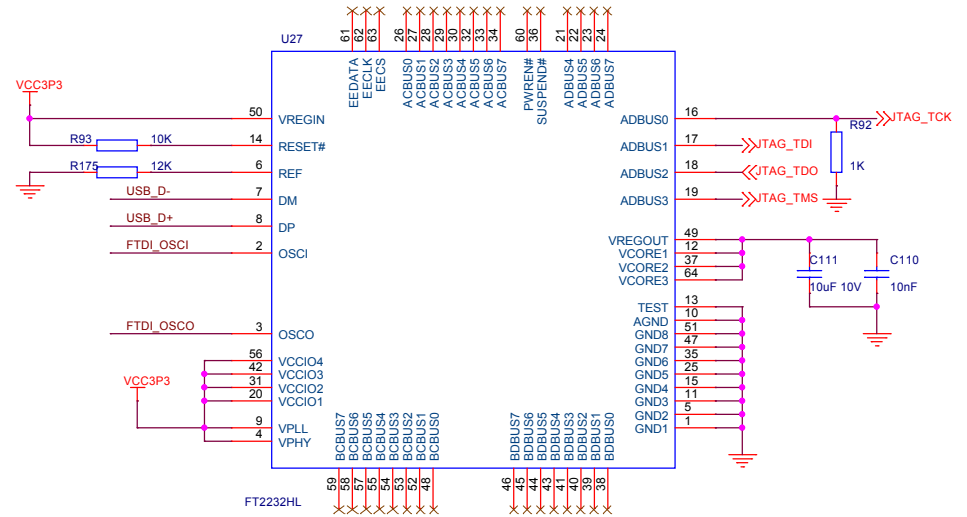 U27
61
62
63
26
27
28
29
30
32
33
34
60
36
21
22
23
24
EEDATA
EECLK
EECS
ACBUS0
ACBUS1
ACBUS2
ACBUS3
ACBUS4
ACBUS5
ACBUS6
ACBUS7
PWREN#
SUSPEND#
ADBUS4
ADBUS5
ADBUS6
ADBUS7
VCC3P3
50 VREGIN
R93 10K 14 RESET#
R175 12K 6 REF
USB_D- 7 DM
USB_D+ 8 DP
FTDI_OSCI 2 OSCI
FTDI_OSCO 3 OSCO
56 VCCIO4
42 VCCIO3
31 VCCIO2
20 VCCIO1
VCC3P3
9 VPLL
4 VPHY
ADBUS0 16 JTAG_TCK
R92
1K
ADBUS1 17 JTAG_TDI
ADBUS2 18 JTAG_TDO
ADBUS3 19 JTAG_TMS
VREGOUT 49
VCORE1 12
VCORE2 37
VCORE3 64
C111
10uF 10V
C110
10nF
TEST 13
AGND 10
GND8 51
GND7 47
GND6 35
GND5 25
GND4 15
GND3 11
GND2 5
GND1 1
BCBUS7
BCBUS6
BCBUS5
BCBUS4
BCBUS3
BCBUS2
BCBUS1
BCBUS0
BDBUS7
BDBUS6
BDBUS5
BDBUS4
BDBUS3
BDBUS2
BDBUS1
BDBUS0
59
58
57
55
54
53
52
48
46
45
44
43
41
40
39
38
FT2232HL